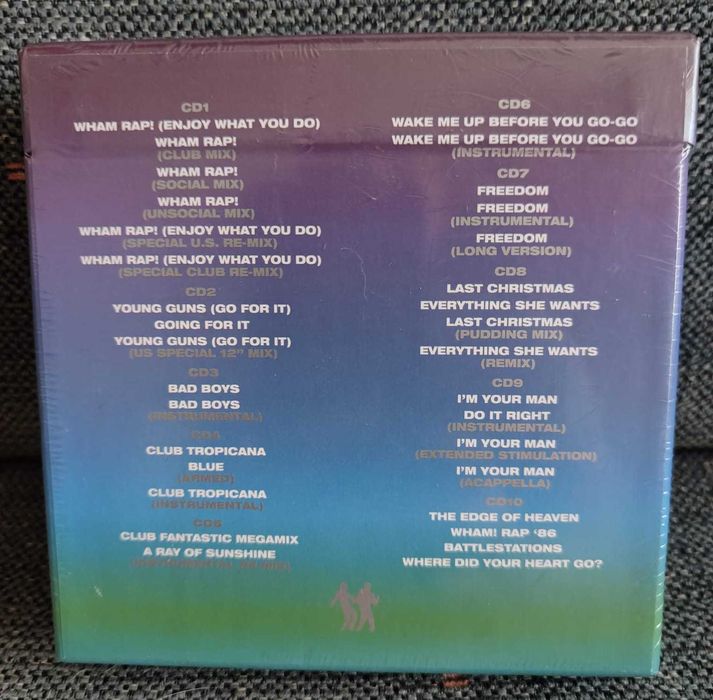 CD1
WHAM RAP! (ENJOY WHAT YOU DO)
WHAM RAP!
(CLUB MIX)
WHAM RAP!
(SOCIAL MIX)
WHAM RAP!
(UNSOCIAL MIX)
WHAM RAP! (ENJOY WHAT YOU DO)
(SPECIAL U.S. RE-MIX)
WHAM RAP! (ENJOY WHAT YOU DO)
(SPECIAL CLUB RE-MIX)
CD2
YOUNG GUNS (GO FOR IT)
GOING FOR IT
YOUNG GUNS (GO FOR IT)
(US SPECIAL 12" MIX)
CD3
BAD BOYS
BAD BOYS
(INSTRUMENTAL)
CD4
CLUB TROPICANA
BLUE
(ARMED)
CLUB TROPICANA
(INSTRUMENTAL)
CD5
CLUB FANTASTIC MEGAMIX
A RAY OF SUNSHINE
(INSTRUMENTAL REMIX)
CD6
WAKE ME UP BEFORE YOU GO-GO
WAKE ME UP BEFORE YOU GO-GO
(INSTRUMENTAL)
CD7
FREEDOM
FREEDOM
(INSTRUMENTAL)
FREEDOM
(LONG VERSION)
CD8
LAST CHRISTMAS
EVERYTHING SHE WANTS
LAST CHRISTMAS
(PUDDING MIX)
EVERYTHING SHE WANTS
(REMIX)
CD9
I'M YOUR MAN
DO IT RIGHT
(INSTRUMENTAL)
I'M YOUR MAN
(EXTENDED STIMULATION)
I'M YOUR MAN
(ACAPPELLA)
CD10
THE EDGE OF HEAVEN
WHAM! RAP '86
BATTLESTATIONS
WHERE DID YOUR HEART GO?